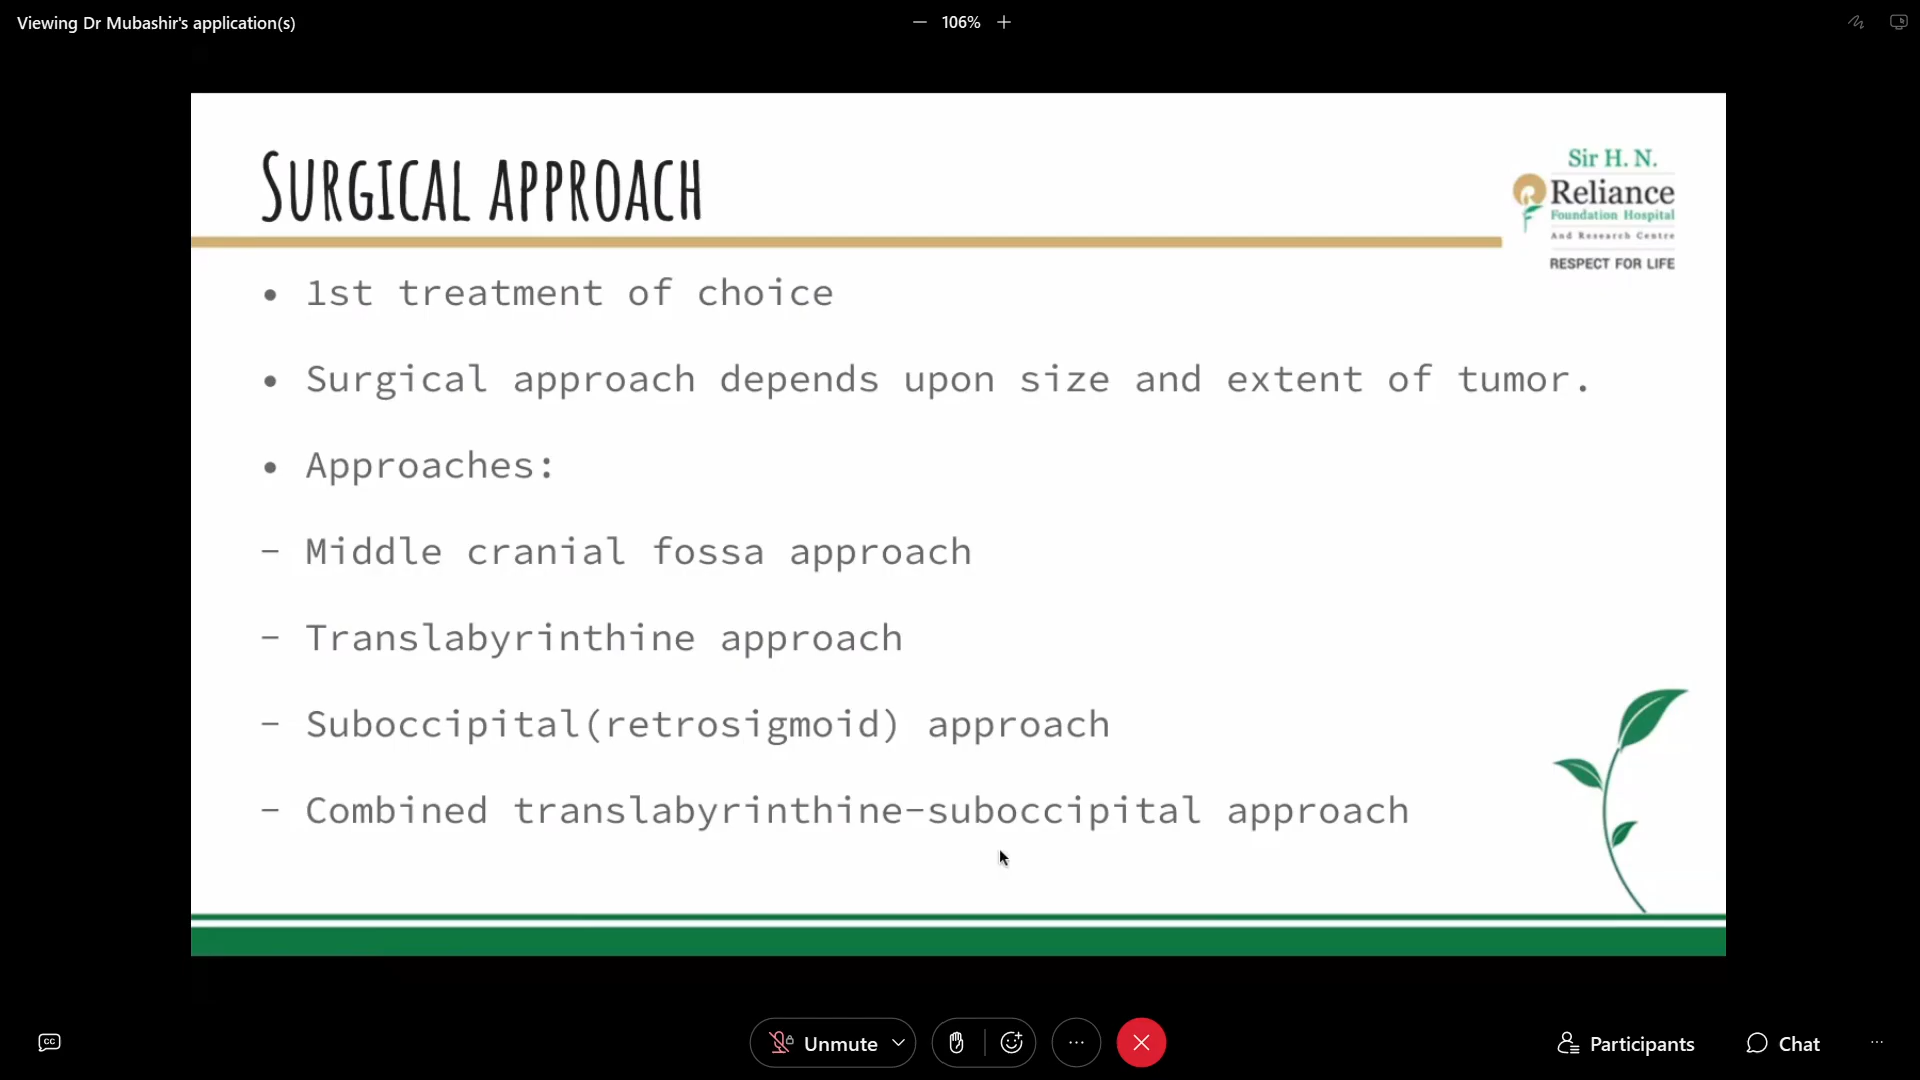 Viewing Dr Mubashir's application(s)
106%
SURGICAL APPROACH
Sir H. N.
Reliance
Foundation Hospital
And Research Centre
RESPECT FOR LIFE
• 1st treatment of choice
• Surgical approach depends upon size and extent of tumor.
• Approaches:
- Middle cranial fossa approach
- Translabyrinthine approach
- Suboccipital(retrosigmoid) approach
- Combined translabyrinthine-suboccipital approach
CC
Unmute
Participants
Chat